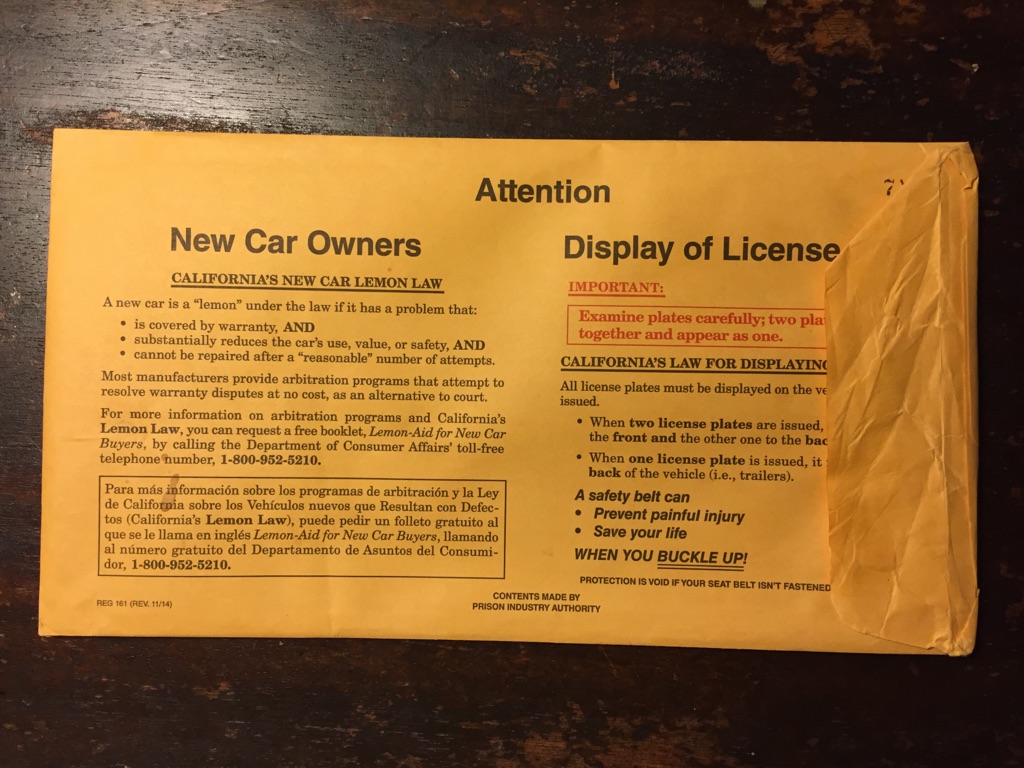 Attention
New Car Owners
CALIFORNIA'S NEW CAR LEMON LAW
A new car is a “lemon” under the law if it has a problem that:
• is covered by warranty, AND
• substantially reduces the car's use, value, or safety, AND
• cannot be repaired after a “reasonable” number of attempts.
Most manufacturers provide arbitration programs that attempt to
resolve warranty disputes at no cost, as an alternative to court.
For more information on arbitration programs and California's
Lemon Law, you can request a free booklet, Lemon-Aid for New Car
Buyers, by calling the Department of Consumer Affairs' toll-free
telephone number, 1-800-952-5210.
Para más información sobre los programas de arbitración y la Ley
de California sobre los Vehículos nuevos que Resultan con Defec-
tos (California's Lemon Law), puede pedir un folleto gratuito al
que se le llama en inglés Lemon-Aid for New Car Buyers, llamando
al número gratuito del Departamento de Asuntos del Consumi-
dor, 1-800-952-5210.
REG 161 (REV. 11/14)
Display of License
IMPORTANT:
Examine plates carefully; two
together and appear as one.
CALIFORNIA'S LAW FOR DISPLAYING
All license plates must be displayed on the
issued.
• When two license plates are issued,
the front and the other one to the
• When one license plate is issued, it
back of the vehicle (i.e., trailers).
A safety belt can
• Prevent painful injury
• Save your life
WHEN YOU BUCKLE UP!
PROTECTION IS VOID IF YOUR SEAT BELT ISN'T FASTENED
CONTENTS MADE BY
PRISON INDUSTRY AUTHORITY